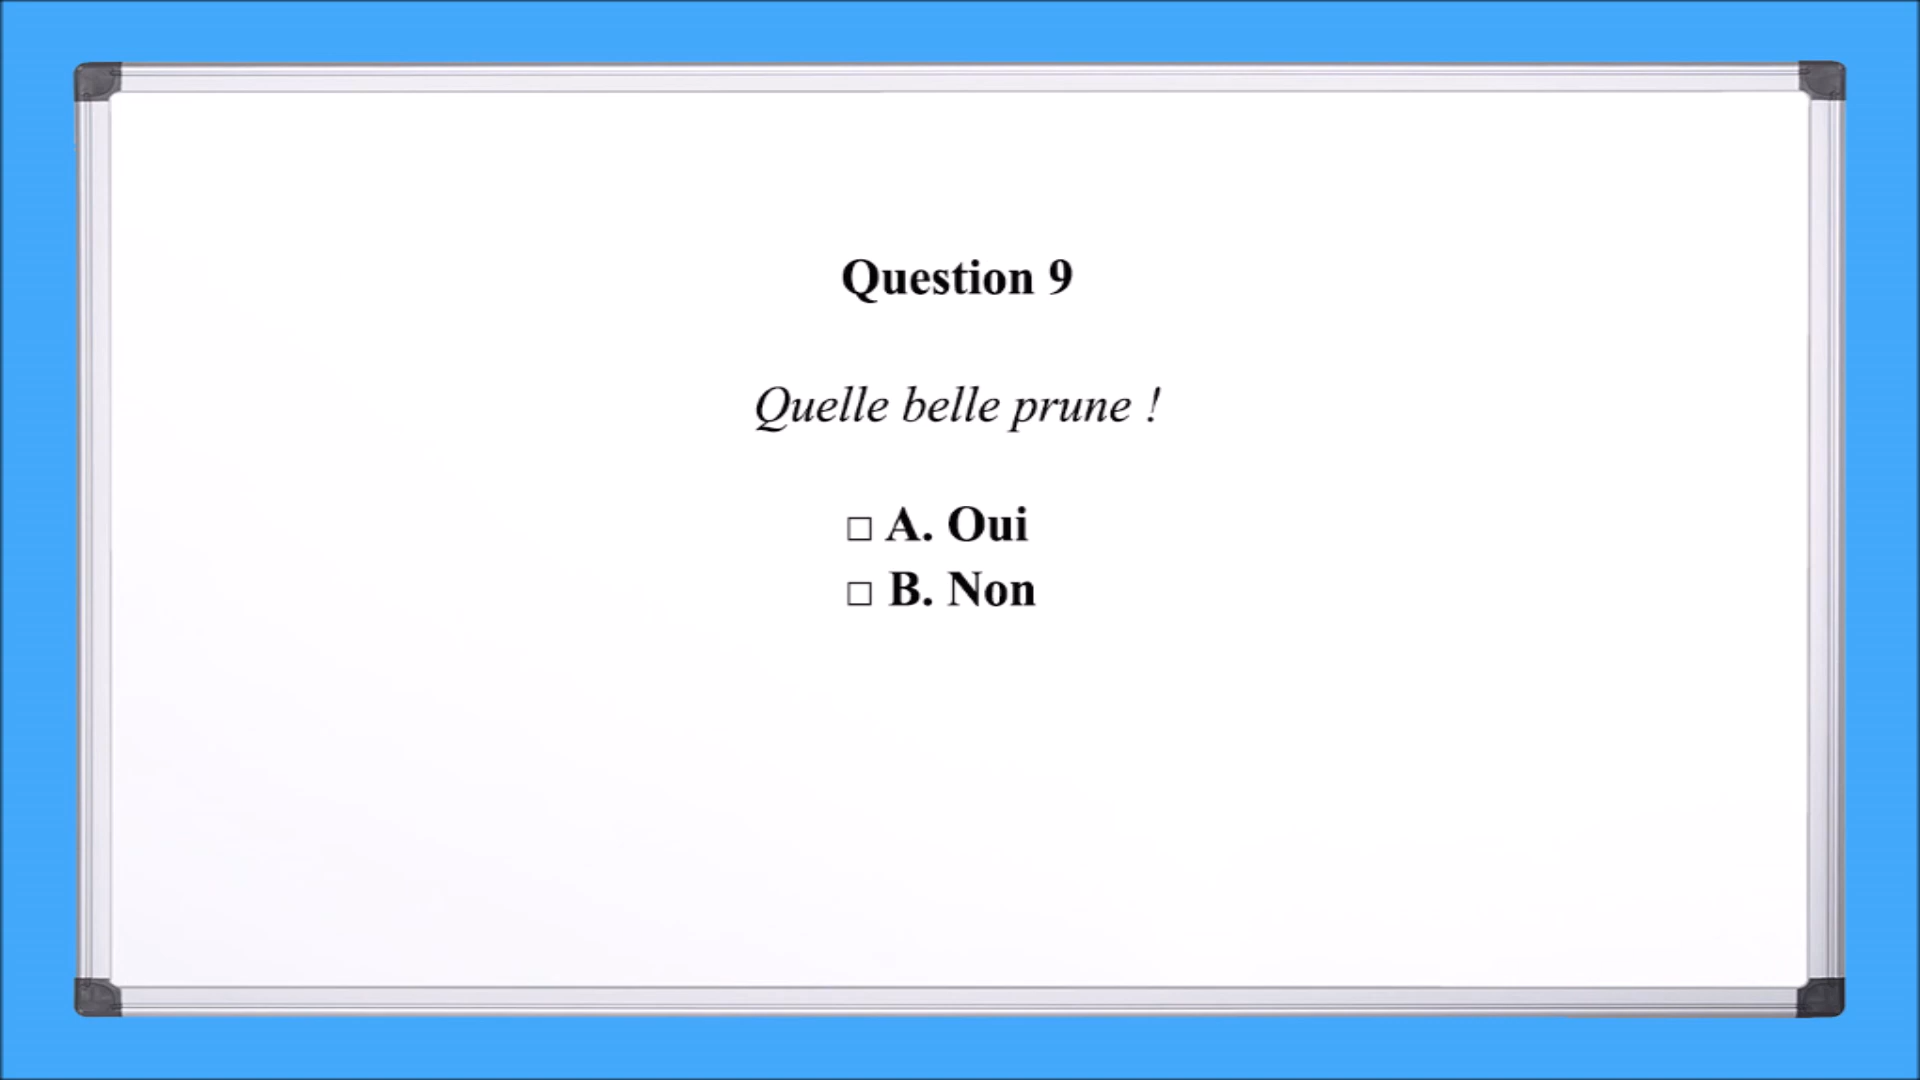 Question 9
Quelle belle prune !
□ A. Oui
□ B. Non